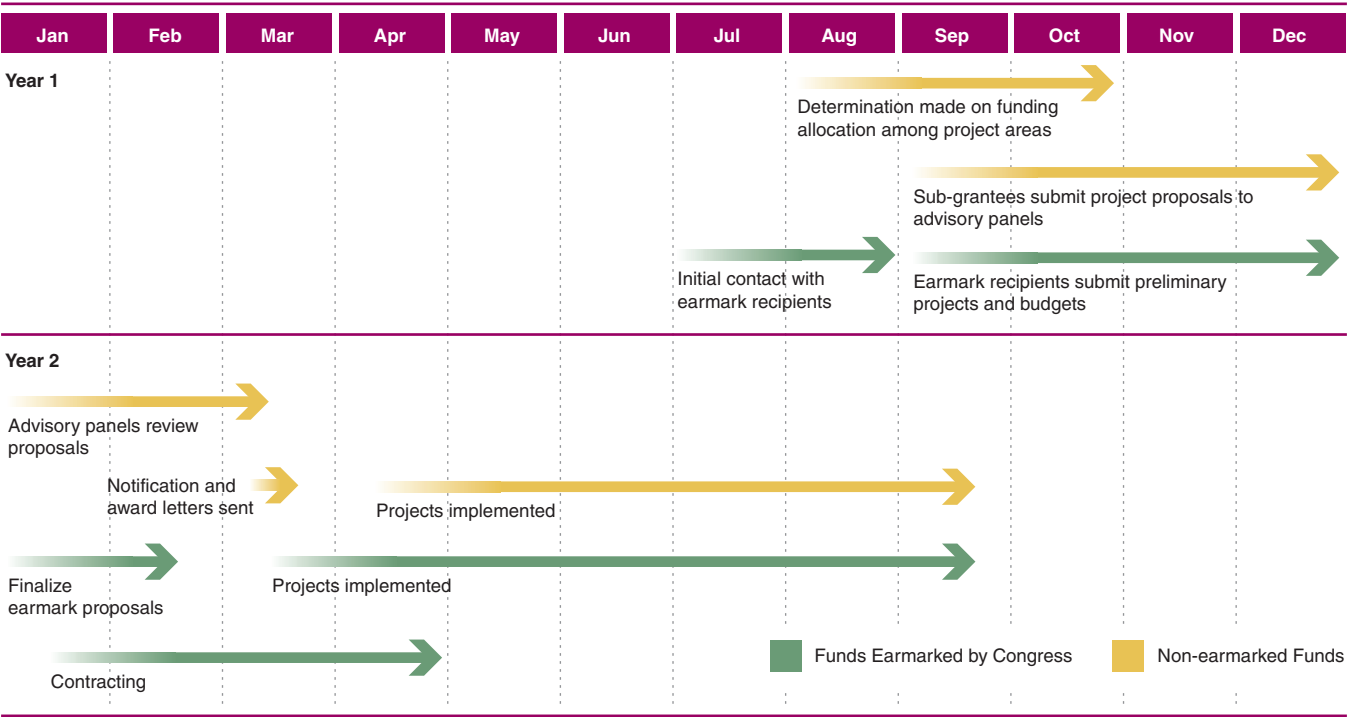 Jan Feb Mar Apr May Jun Jul Aug Sep Oct Nov Dec
Year 1
Determination made on funding
allocation among project areas
Sub-grantees submit project proposals to
advisory panels
Initial contact with
earmark recipients
Earmark recipients submit preliminary
projects and budgets
Year 2
Advisory panels review
proposals
Notification and
award letters sent
Projects implemented
Finalize
earmark proposals
Projects implemented
Contracting
Funds Earmarked by Congress
Non-earmarked Funds